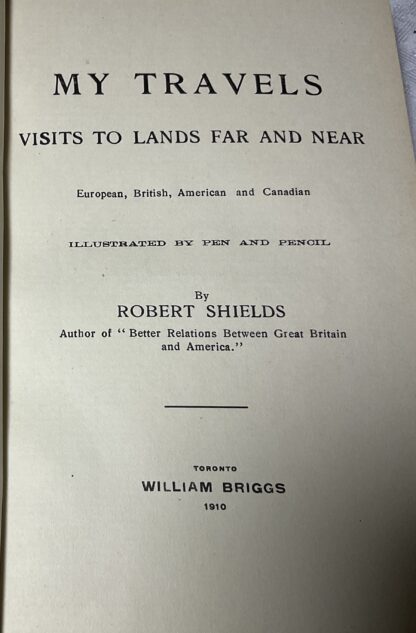 MY TRAVELS
VISITS TO LANDS FAR AND NEAR
European, British, American and Canadian
ILLUSTRATED BY PEN AND PENCIL
By
ROBERT SHIELDS
Author of “ Better Relations Between Great Britain
and America.”
TORONTO
WILLIAM BRIGGS
1910